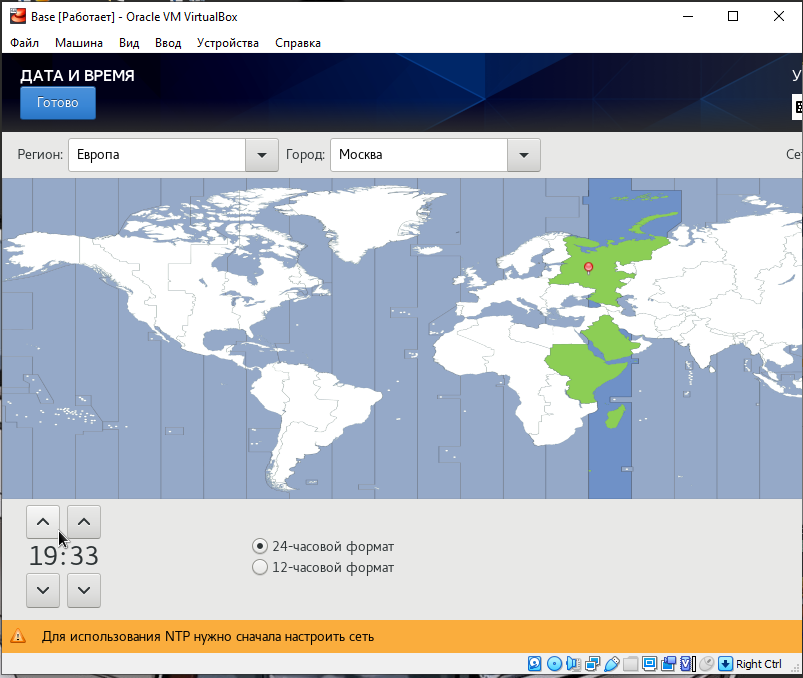 Base [Работает] - Oracle VM VirtualBox
Файл Машина Вид Ввод Устройства Справка
ДАТА И ВРЕМЯ
Готово
Регион: Европа Город: Москва
19:33
24-часовой формат
12-часовой формат
Для использования NTP нужно сначала настроить сеть
Right Ctrl